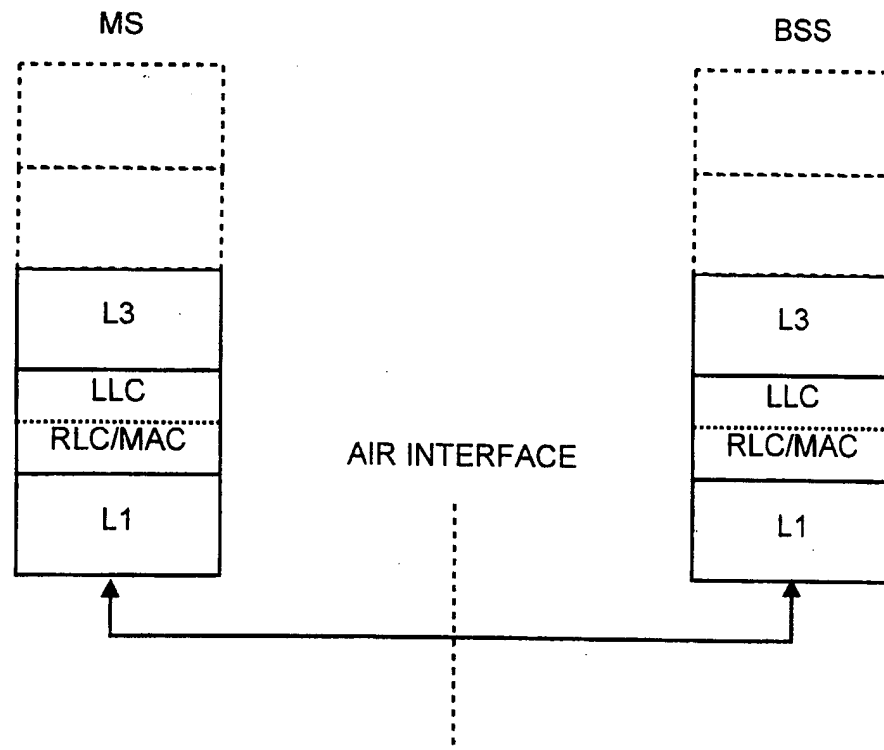 MS
BSS
L3
LLC
RLC/MAC
L1
AIR INTERFACE
L3
LLC
RLC/MAC
L1